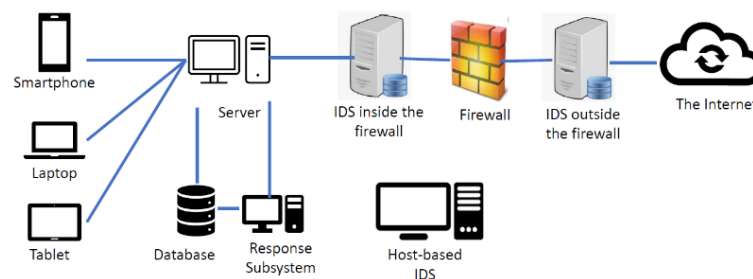 Smartphone
Server
IDS inside the
firewall
Firewall
IDS outside
the firewall
The Internet
Laptop
Tablet
Database
Response
Subsystem
Host-based
IDS